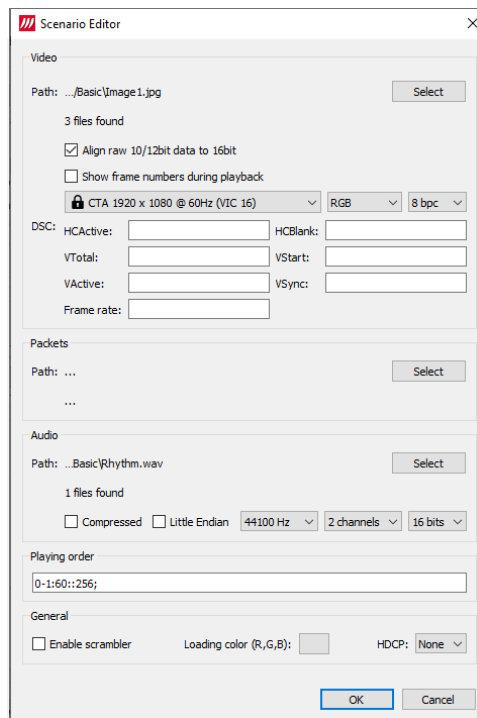 Scenario Editor
Video
Path: .../Basic\Image1.jpg
Select
3 files found
Align raw 10/12bit data to 16bit
Show frame numbers during playback
CTA 1920 x 1080 @ 60Hz (VIC 16) RGB 8 bpc
DSC: HCActive: HCBlank:
VTotal: VStart:
VActive: VSync:
Frame rate:
Packets
Path: ...
Select
...
Audio
Path: ...Basic\Rhythm.wav
Select
1 files found
Compressed Little Endian 44100 Hz 2 channels 16 bits
Playing order
0-1:60::256;
General
Enable scrambler Loading color (R,G,B): HDCP: None
OK Cancel